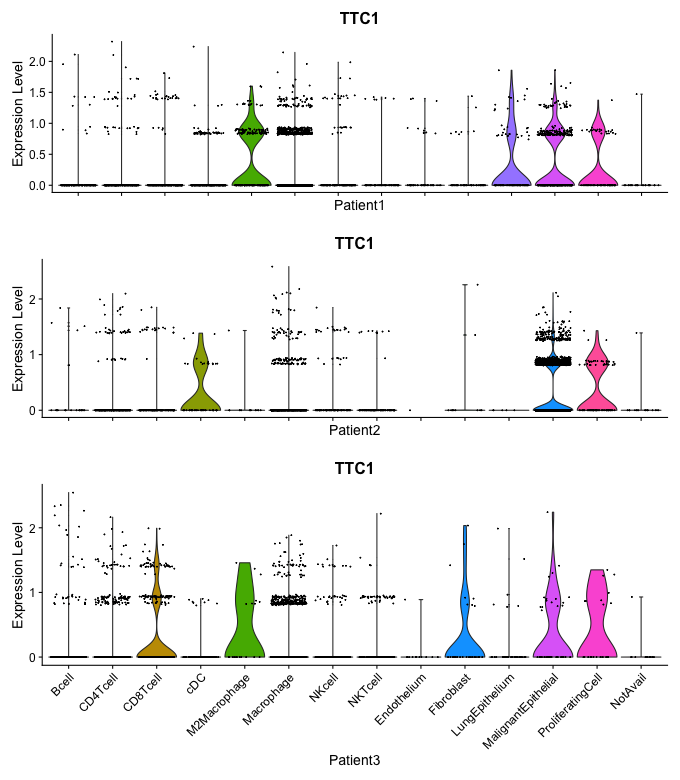 TTC1
Expression Level
2.0
1.5
1.0
0.5
0.0
Patient1
TTC1
Expression Level
2
1
0
Patient2
TTC1
Expression Level
2
1
0
Bcell
CD4Tcell
CD8Tcell
cDC
M2Macrophage
Macrophage
NKcell
NKTcell
Endothelium
Fibroblast
LungEpithelium
MalignantEpithelial
ProliferatingCell
NotAvail
Patient3